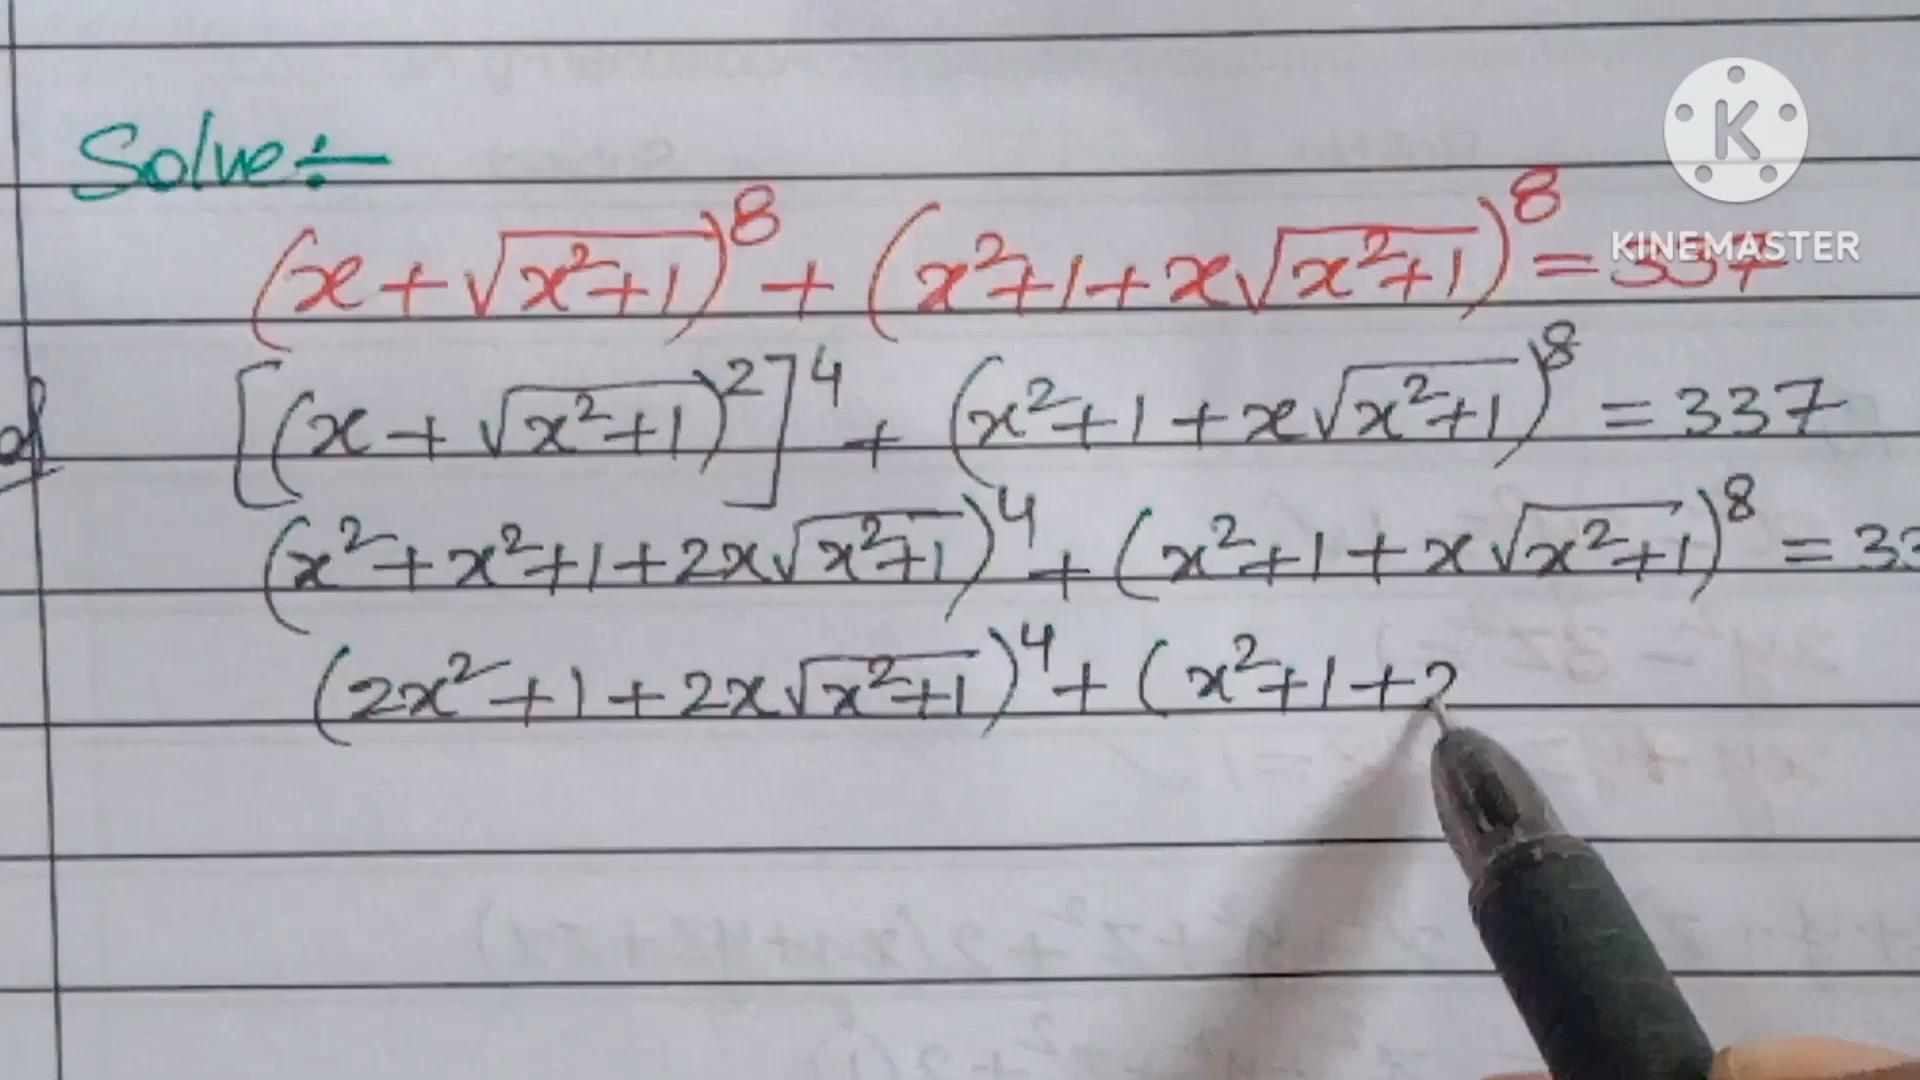 Solve÷
(x+√(x²+1))⁸ + (x²+1+x√(x²+1))⁸ = 337
[(x+√(x²+1))²]⁴ + (x²+1+x√(x²+1))⁸ = 337
(x²+x²+1+2x√(x²+1))⁴ + (x²+1+x√(x²+1))⁸ = 33
(2x²+1+2x√(x²+1))⁴ + (x²+1+
KINEMASTER